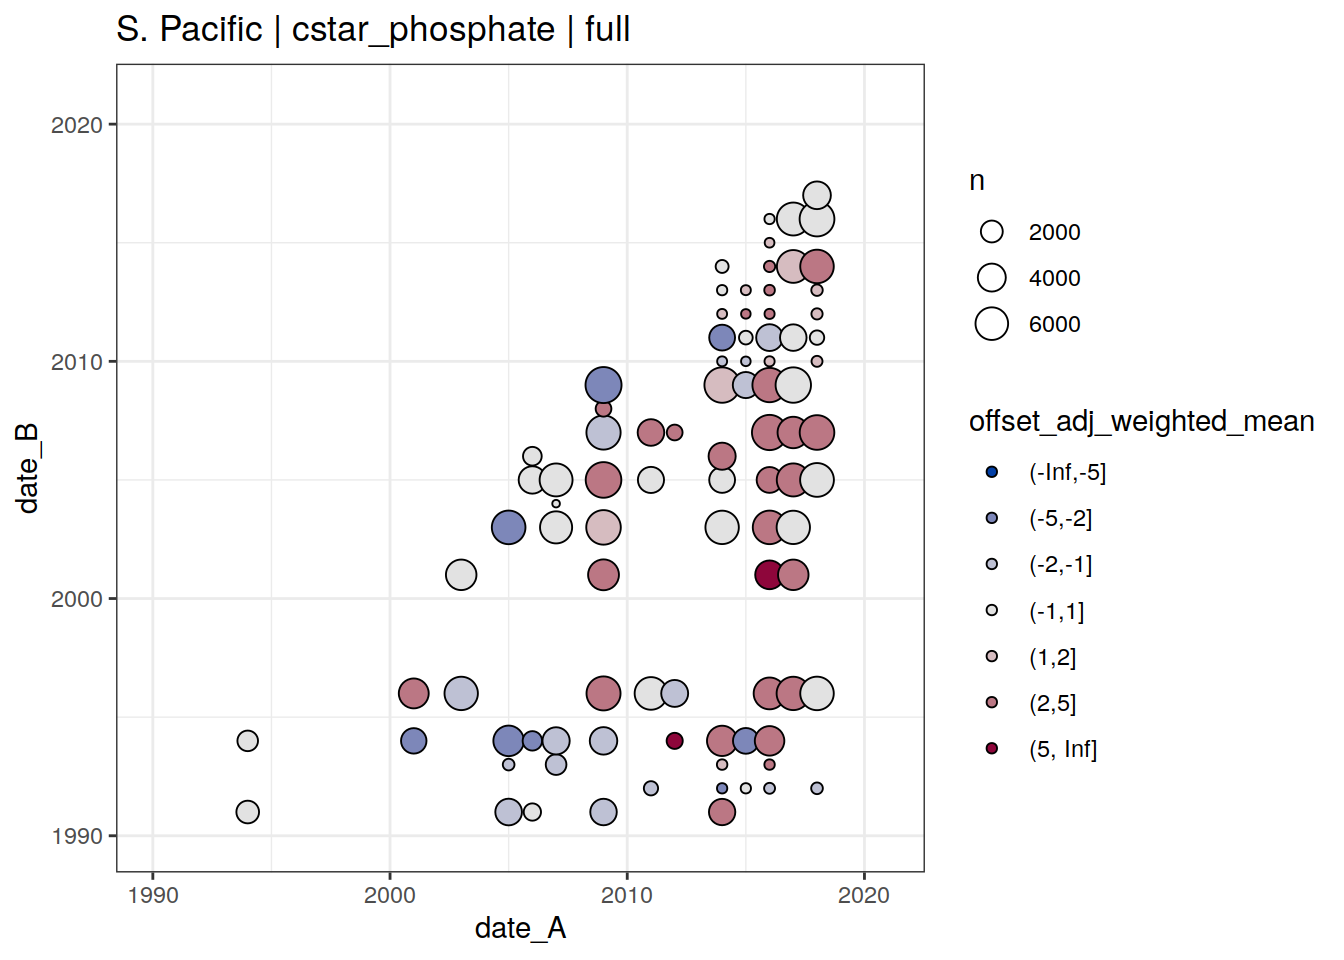 S. Pacific | cstar_phosphate | full
2020
2010
2000
1990
date_B
1990
2000
2010
2020
date_A
n
2000
4000
6000
offset_adj_weighted_mean
(-Inf,-5]
(-5,-2]
(-2,-1]
(-1,1]
(1,2]
(2,5]
(5, Inf]